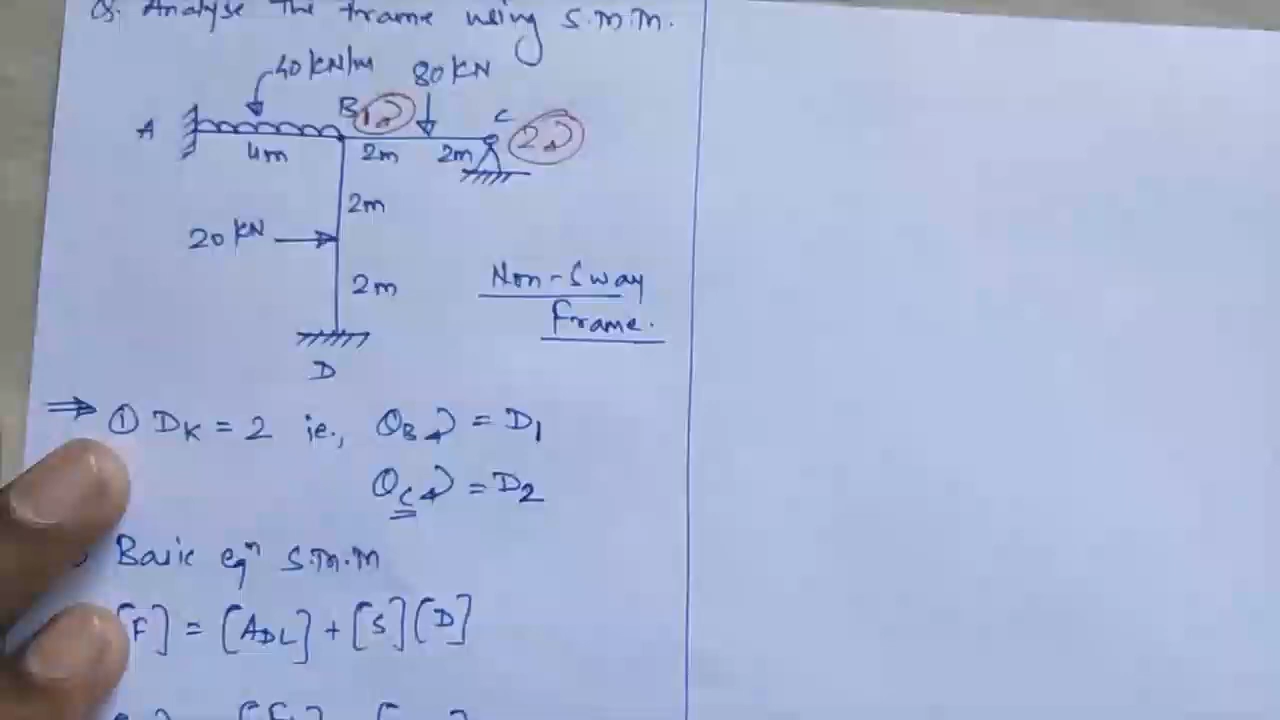 Q. Analyse the frame using S.M.M.
40 KN/m 80 KN
A B 1 C 2
4m 2m 2m
2m
20 KN
2m
Non-Sway
Frame.
D
⇒ ① DK = 2 ie., θB = D1
θC = D2
Basic eqn S.M.M
[F] = [ADL] + [S] [D]